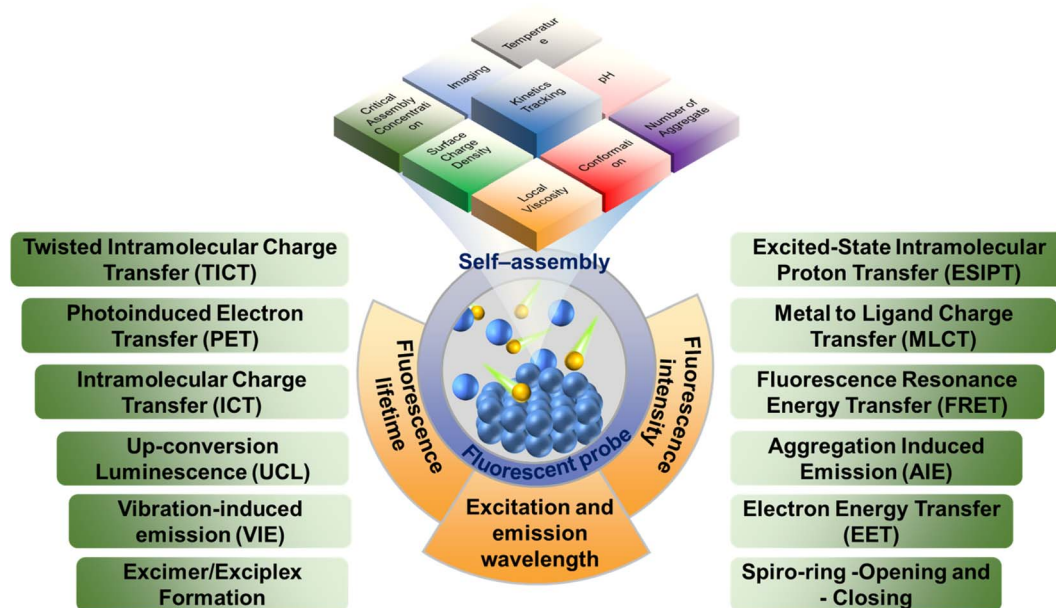 Temperatur
e
Imaging
pH
Kinetics
Tracking
Critical
Assembly
Concentrati
on
Number of
Aggregate
Surface
Charge
Density
Conformati
on
Local
Viscosity
Self–assembly
Fluorescent probe
Fluorescence
lifetime
Fluorescence
intensity
Excitation and
emission
wavelength
Twisted Intramolecular Charge
Transfer (TICT)
Photoinduced Electron
Transfer (PET)
Intramolecular Charge
Transfer (ICT)
Up-conversion
Luminescence (UCL)
Vibration-induced
emission (VIE)
Excimer/Exciplex
Formation
Excited-State Intramolecular
Proton Transfer (ESIPT)
Metal to Ligand Charge
Transfer (MLCT)
Fluorescence Resonance
Energy Transfer (FRET)
Aggregation Induced
Emission (AIE)
Electron Energy Transfer
(EET)
Spiro-ring -Opening and
- Closing